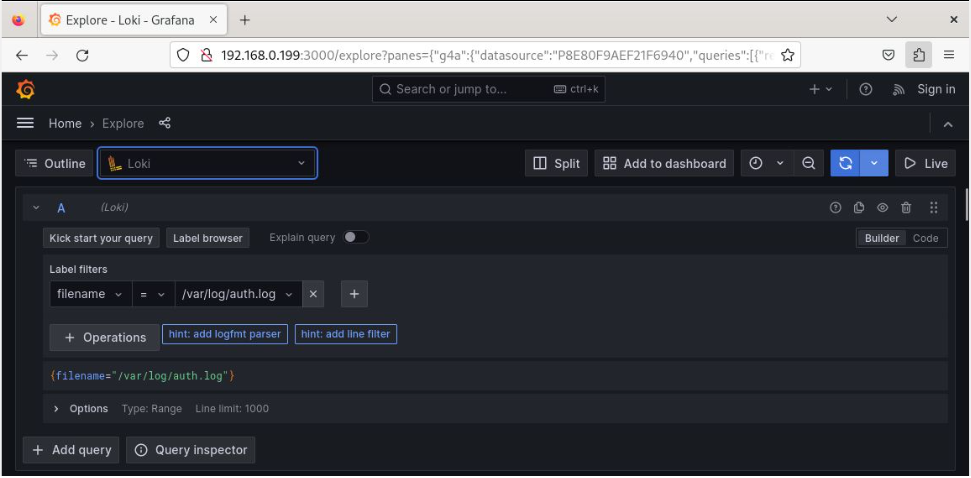 Explore - Loki - Grafana
192.168.0.199:3000/explore?panes={"g4a":{"datasource":"P8E80F9AEF21F6940","queries":[{"re
Search or jump to... ctrl+k
Sign in
Home › Explore
Outline
Loki
Split
Add to dashboard
Live
A (Loki)
Kick start your query
Label browser
Explain query
Builder
Code
Label filters
filename = /var/log/auth.log
+ Operations
hint: add logfmt parser
hint: add line filter
{filename="/var/log/auth.log"}
Options Type: Range Line limit: 1000
+ Add query
Query inspector